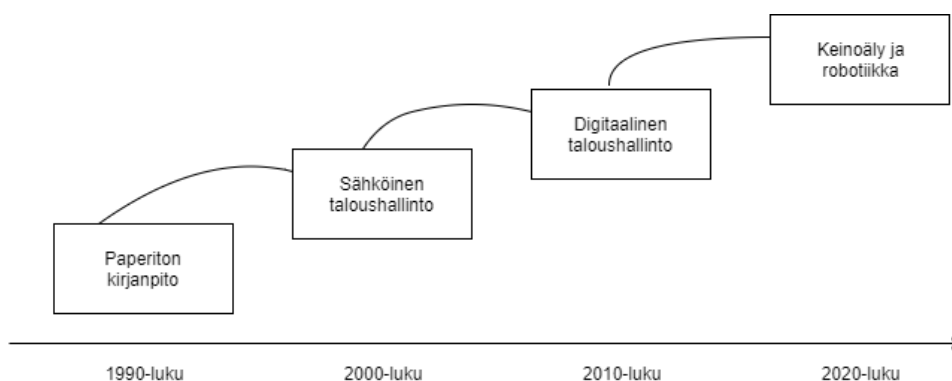 Keinoäly ja
robotiikka
Digitaalinen
taloushallinto
Sähköinen
taloushallinto
Paperiton
kirjanpito
1990-luku
2000-luku
2010-luku
2020-luku